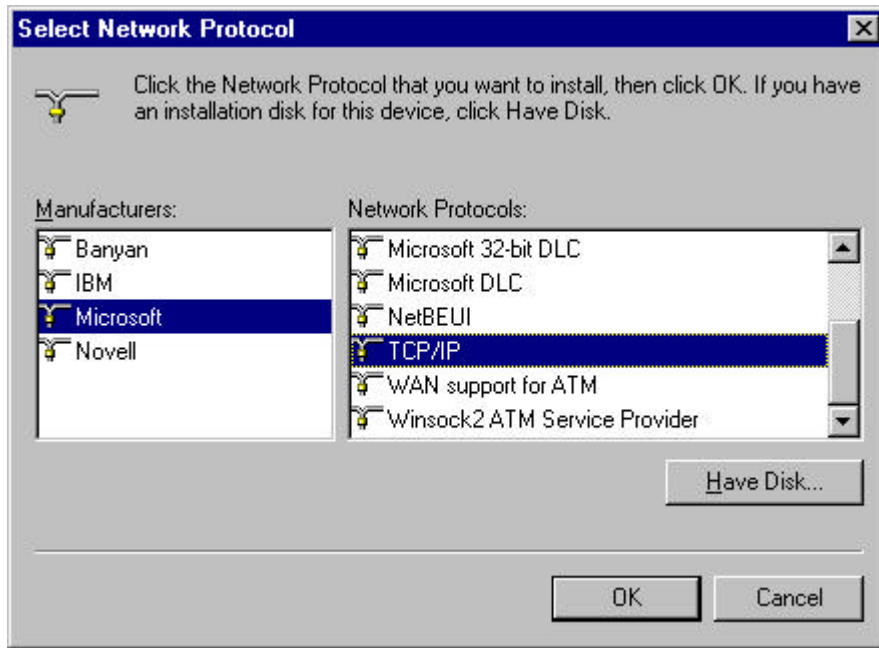 Select Network Protocol
Click the Network Protocol that you want to install, then click OK. If you have
an installation disk for this device, click Have Disk.
Manufacturers:
Banyan
IBM
Microsoft
Novell
Network Protocols:
Microsoft 32-bit DLC
Microsoft DLC
NetBEUI
TCP/IP
WAN support for ATM
Winsock2 ATM Service Provider
Have Disk...
OK
Cancel